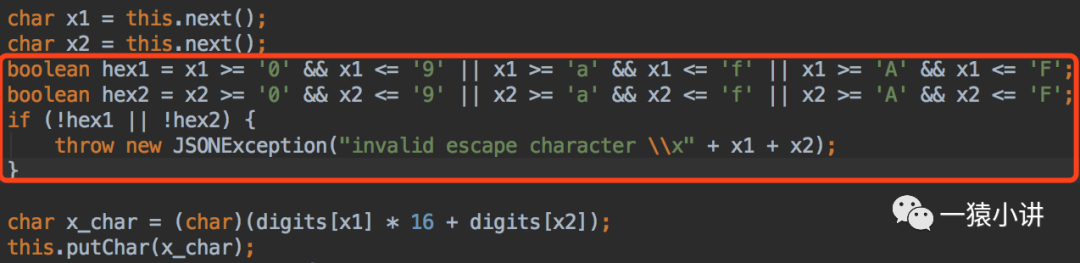 char x1 = this.next();
char x2 = this.next();
boolean hex1 = x1 >= '0' && x1 <= '9' || x1 >= 'a' && x1 <= 'f' || x1 >= 'A' && x1 <= 'F';
boolean hex2 = x2 >= '0' && x2 <= '9' || x2 >= 'a' && x2 <= 'f' || x2 >= 'A' && x2 <= 'F';
if (!hex1 || !hex2) {
    throw new JSONException("invalid escape character \\x" + x1 + x2);
}
char x_char = (char)(digits[x1] * 16 + digits[x2]);
this.putChar(x_char);
一猿小讲